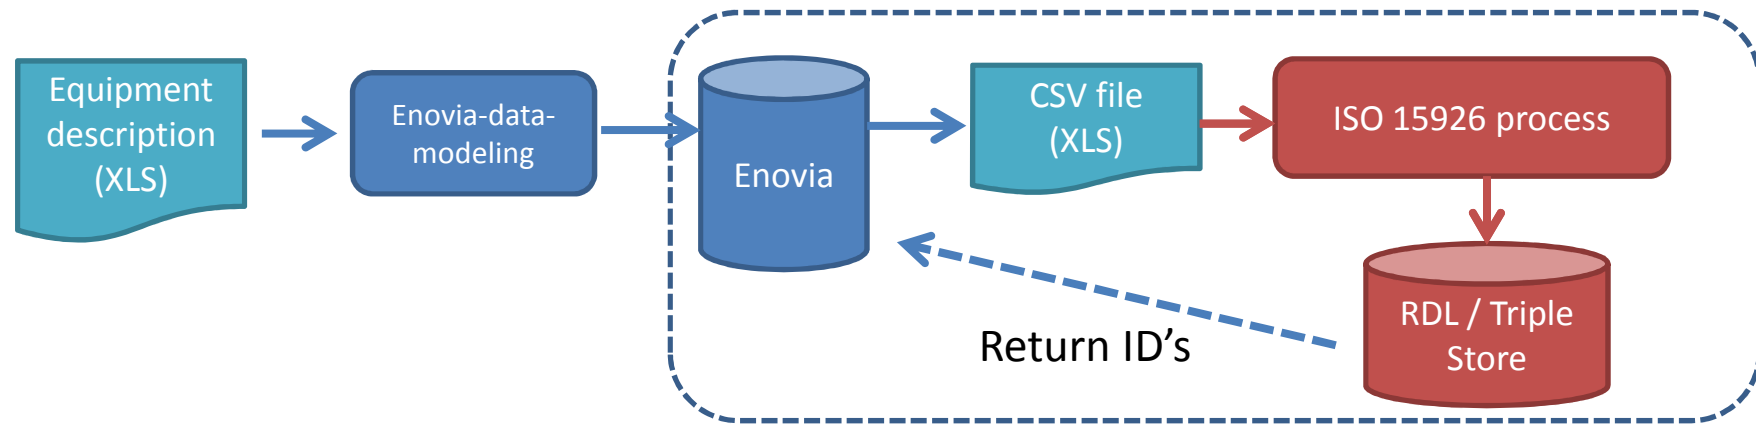 Equipment
description
(XLS)
Enovia-data-
modeling
Enovia
CSV file
(XLS)
ISO 15926 process
RDL / Triple
Store
Return ID’s